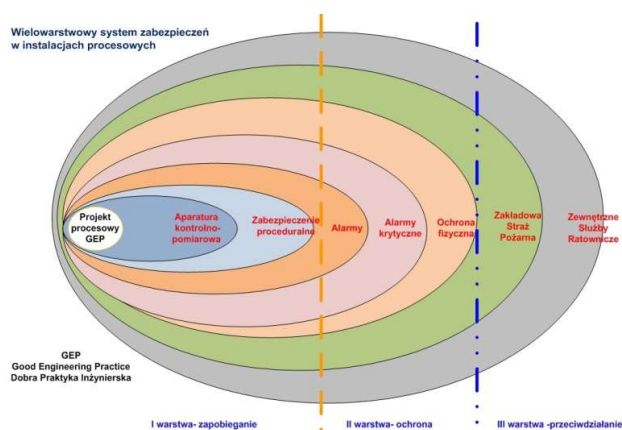 Wielowarstwowy system zabezpieczeń
w instalacjach procesowych
Projekt
procesowy
GEP
Aparatura
kontrolno-
pomiarowa
Zabezpieczenie
proceduralne
Alarmy
Alarmy
krytyczne
Ochrona
fizyczna
Zakładowa
Straż
Pożarna
Zewnętrzne
Służby
Ratownicze
GEP
Good Engineering Practice
Dobra Praktyka Inżynierska
I warstwa- zapobieganie
II warstwa- ochrona
III warstwa -przeciwdziałanie